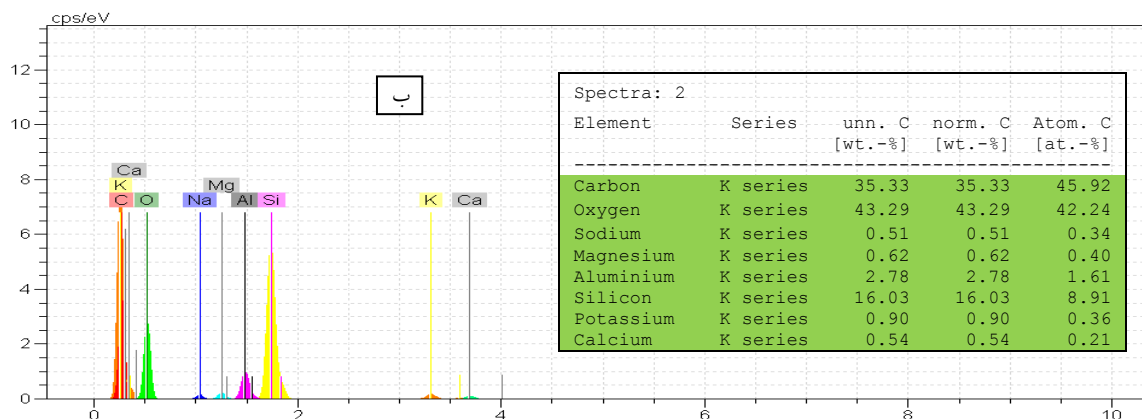 cps/eV
12
10
8
6
4
2
0
ب
Ca
K
C O Na Mg Al Si K Ca
0 2 4 6 8 10
Spectra: 2
Element Series unn. C norm. C Atom. C
[wt.-%] [wt.-%] [at.-%]
Carbon K series 35.33 35.33 45.92
Oxygen K series 43.29 43.29 42.24
Sodium K series 0.51 0.51 0.34
Magnesium K series 0.62 0.62 0.40
Aluminium K series 2.78 2.78 1.61
Silicon K series 16.03 16.03 8.91
Potassium K series 0.90 0.90 0.36
Calcium K series 0.54 0.54 0.21